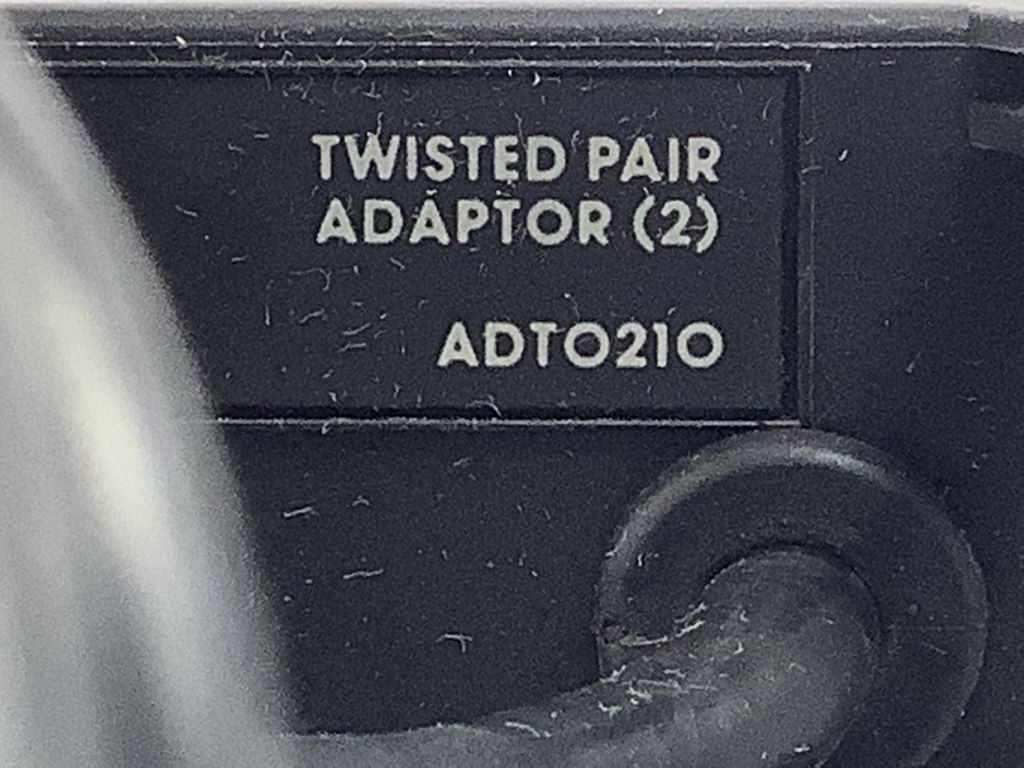 TWISTED PAIR
ADAPTOR (2)
ADT0210